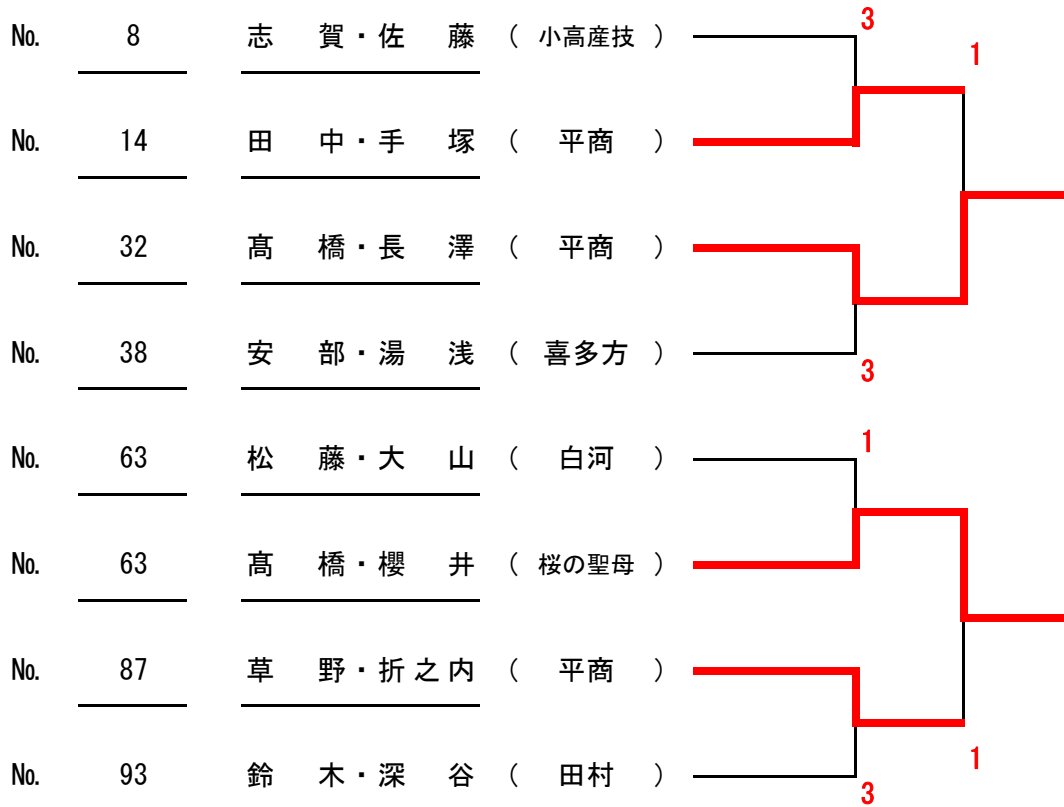 3
№ 8 志 賀・佐 藤 ( 小高産技 )
1
№ 14 田 中・手 塚 ( 平商 )
№ 32 髙 橋・長 澤 ( 平商 )
№ 38 安 部・湯 浅 ( 喜多方 )
3
1
№ 63 松 藤・大 山 ( 白河 )
№ 63 髙 橋・櫻 井 ( 桜の聖母 )
№ 87 草 野・折之内 ( 平商 )
1
№ 93 鈴 木・深 谷 ( 田村 )
3